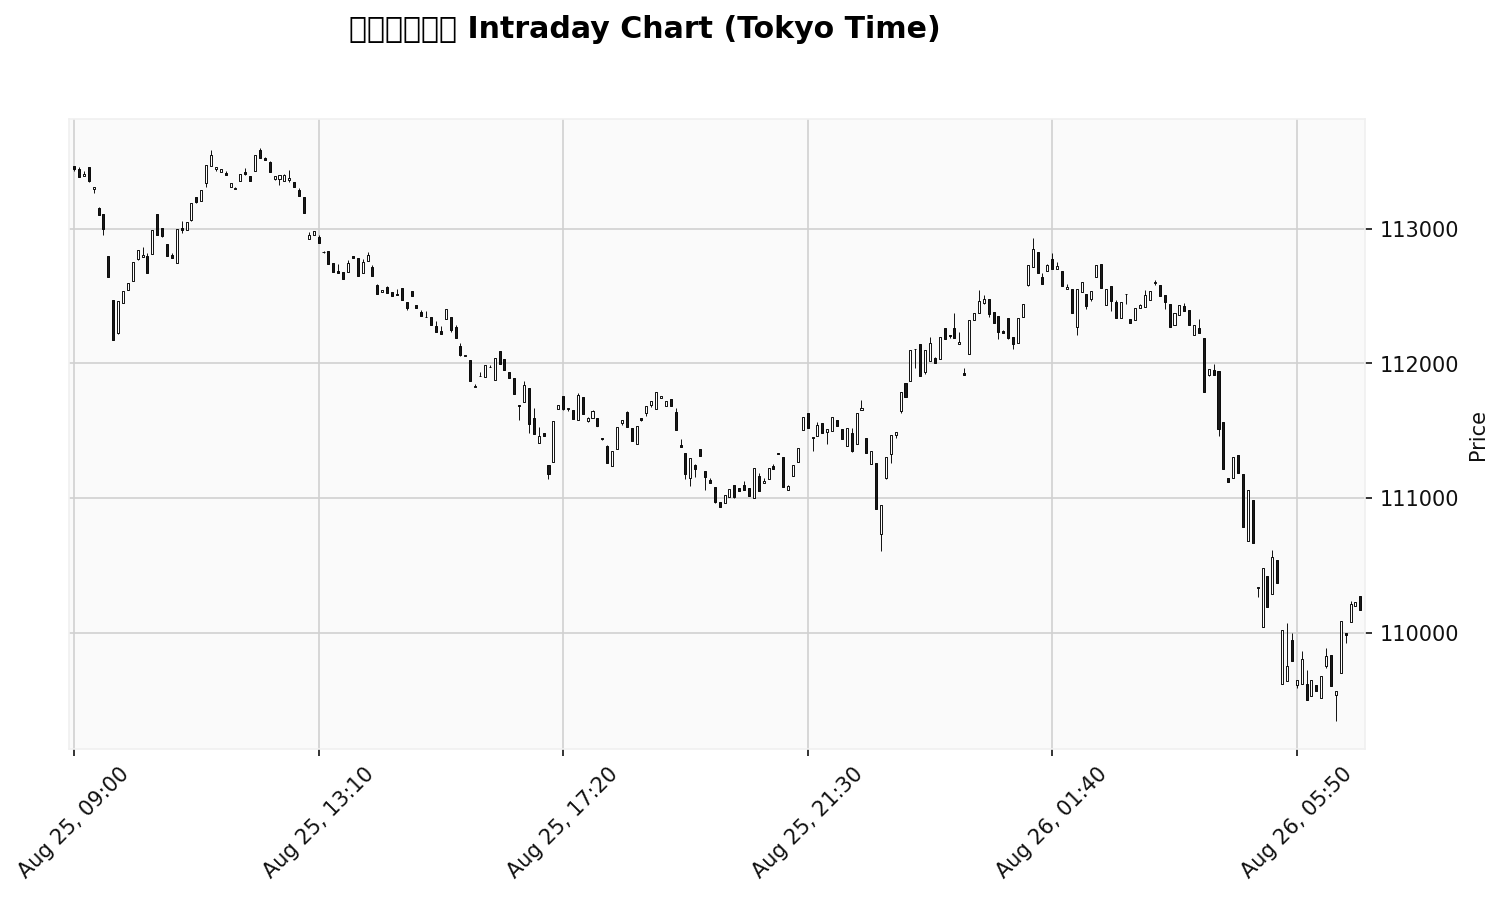 Intraday Chart (Tokyo Time)
113000
112000
Price
111000
110000
Aug 25, 09:00
Aug 25, 13:10
Aug 25, 17:20
Aug 25, 21:30
Aug 26, 01:40
Aug 26, 05:50